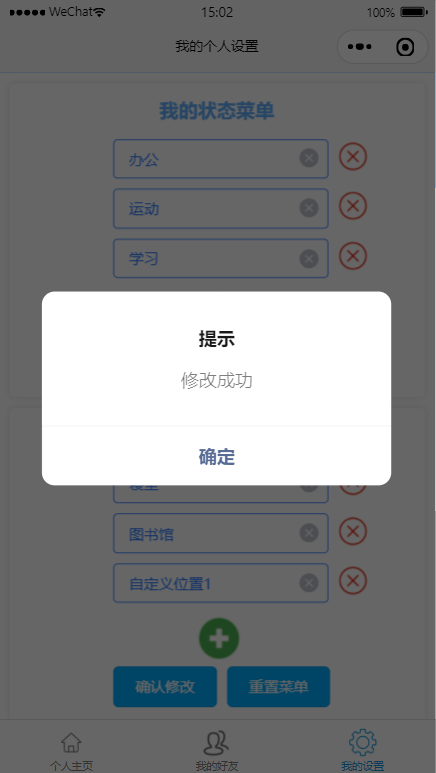 WeChat 15:02 100%
我的个人设置
我的状态菜单
办公
运动
学习
提示
修改成功
确定
图书馆
自定义位置1
确认修改 重置菜单
个人主页 我的好友 我的设置